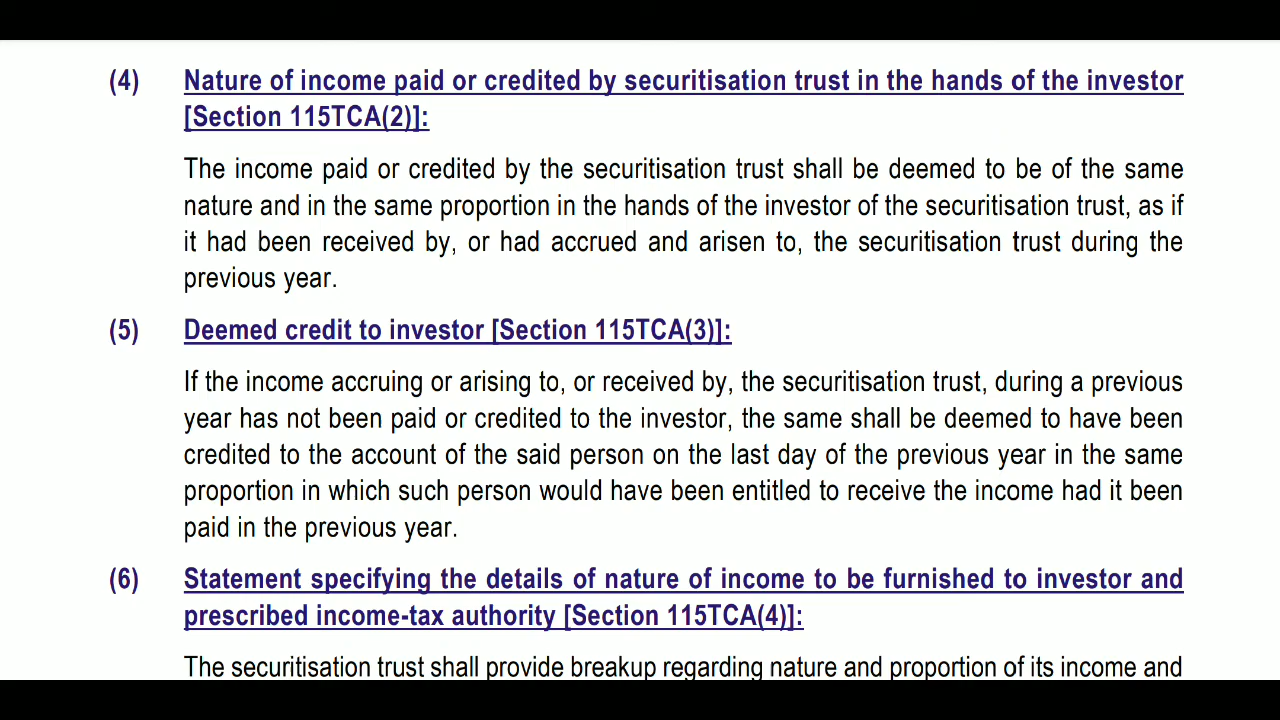 (4) Nature of income paid or credited by securitisation trust in the hands of the investor
[Section 115TCA(2)]:
The income paid or credited by the securitisation trust shall be deemed to be of the same
nature and in the same proportion in the hands of the investor of the securitisation trust, as if
it had been received by, or had accrued and arisen to, the securitisation trust during the
previous year.
(5) Deemed credit to investor [Section 115TCA(3)]:
If the income accruing or arising to, or received by, the securitisation trust, during a previous
year has not been paid or credited to the investor, the same shall be deemed to have been
credited to the account of the said person on the last day of the previous year in the same
proportion in which such person would have been entitled to receive the income had it been
paid in the previous year.
(6) Statement specifying the details of nature of income to be furnished to investor and
prescribed income-tax authority [Section 115TCA(4)]:
The securitisation trust shall provide breakup regarding nature and proportion of its income and